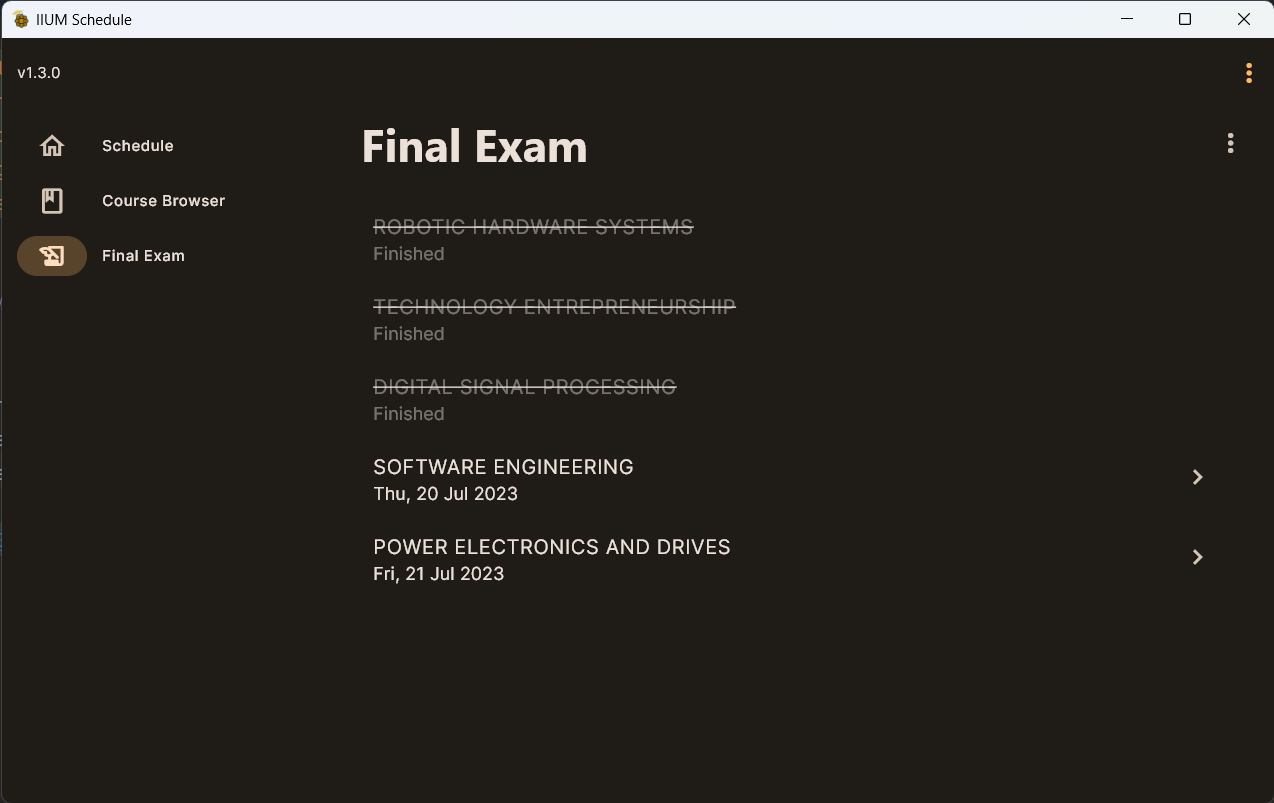 IIUM Schedule
v1.3.0
Schedule
Course Browser
Final Exam
Final Exam
ROBOTIC HARDWARE SYSTEMS
Finished
TECHNOLOGY ENTREPRENEURSHIP
Finished
DIGITAL SIGNAL PROCESSING
Finished
SOFTWARE ENGINEERING
Thu, 20 Jul 2023
POWER ELECTRONICS AND DRIVES
Fri, 21 Jul 2023